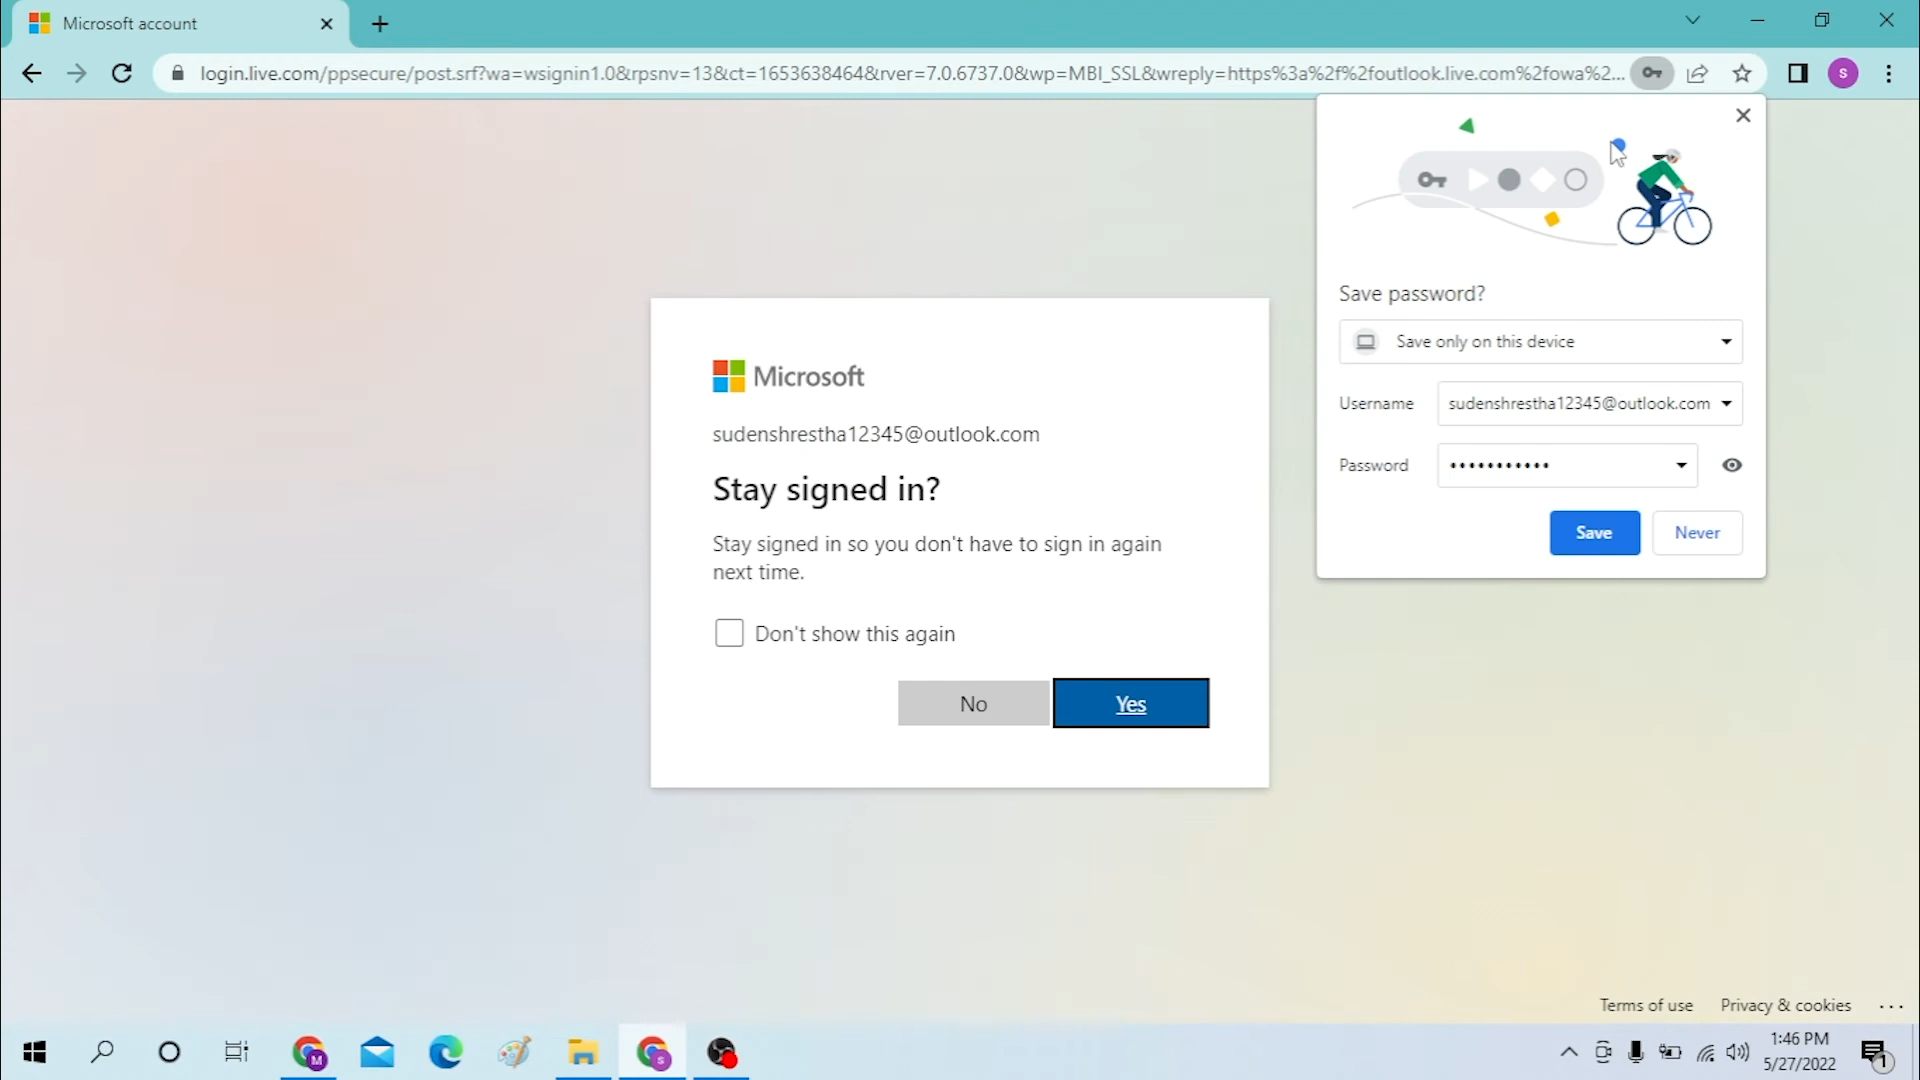 Microsoft account
login.live.com/ppsecure/post.srf?wa=wsignin1.0&rpsnv=13&ct=1653638464&rver=7.0.6737.0&wp=MBI_SSL&wreply=https%3a%2f%2foutlook.live.com%2fowa%2...
S
Save password?
Save only on this device
Username
sudenshrestha12345@outlook.com
Password
•••••••••••
Save
Never
Microsoft
sudenshrestha12345@outlook.com
Stay signed in?
Stay signed in so you don't have to sign in again
next time.
Don't show this again
No
Yes
Terms of use
Privacy & cookies
...
M
S
1:46 PM
5/27/2022
1